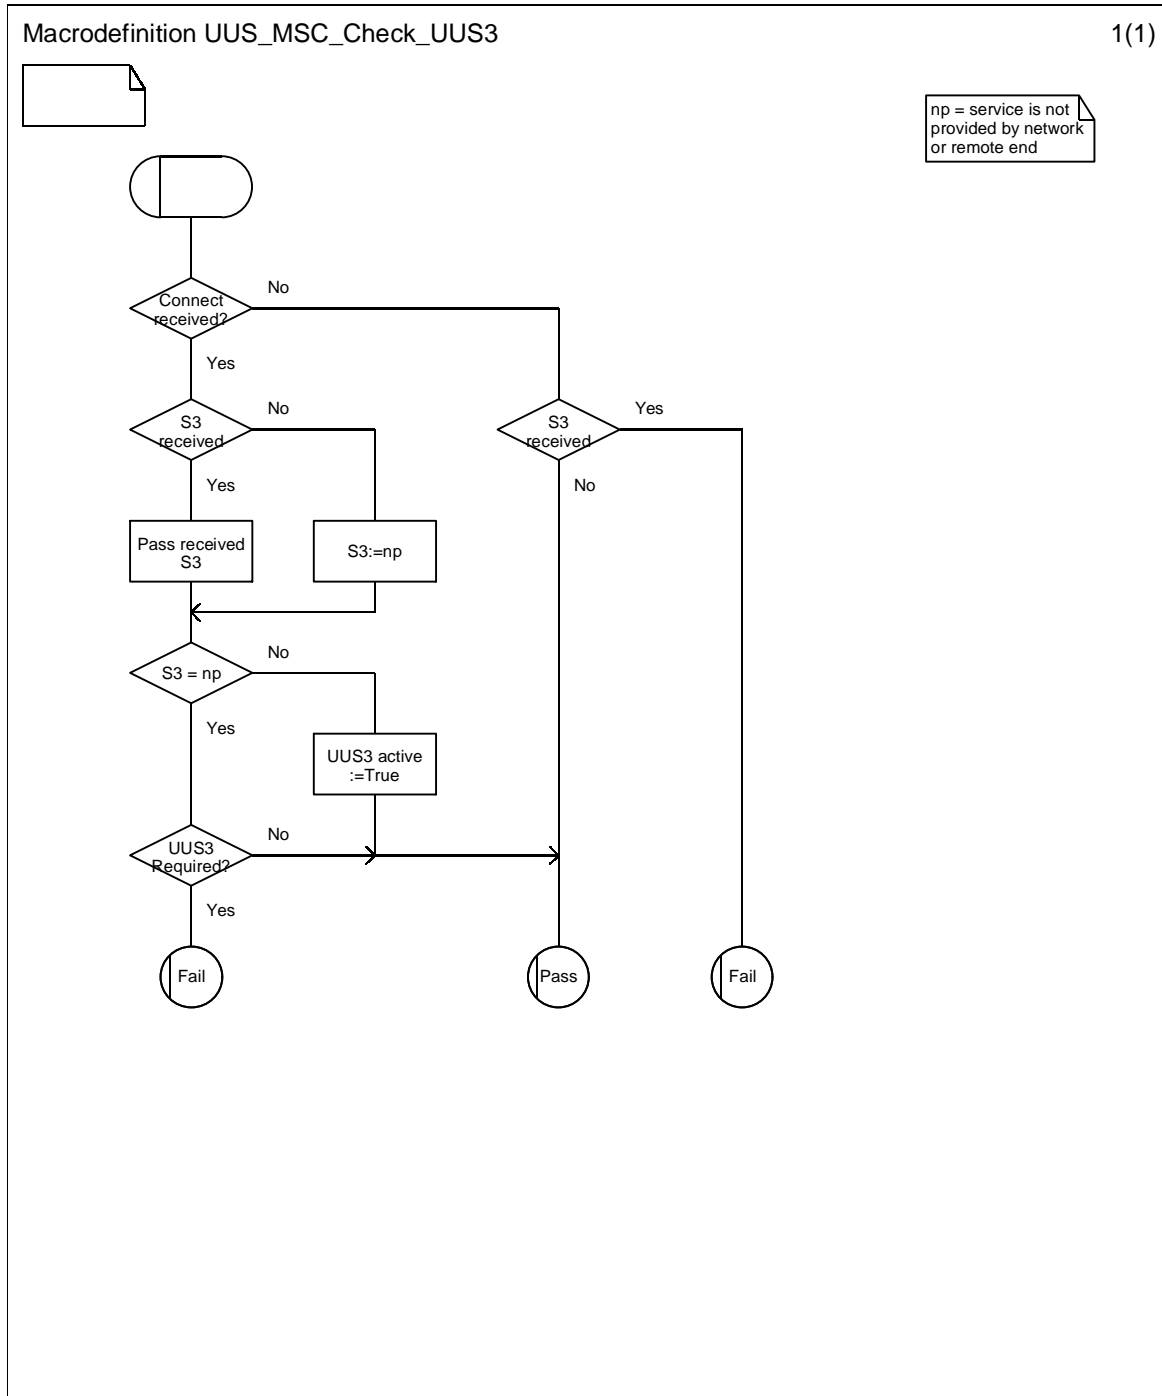 Macrodefinition UUS_MSC_Check_UUS3
1(1)
np = service is not
provided by network
or remote end
No
Connect
received?
Yes
No
S3
received
Yes
S3
received
Yes
No
Pass received
S3
S3:=np
No
S3 = np
Yes
UUS3 active
:=True
No
UUS3
Required?
Yes
Fail
Pass
Fail